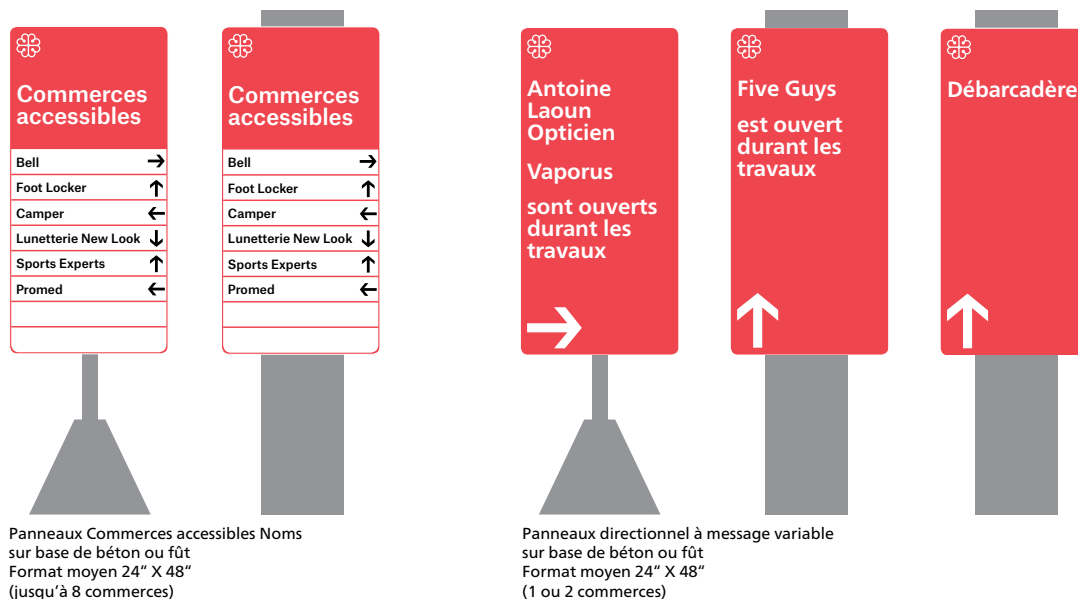 Commerces
accessibles
Bell
Foot Locker
Camper
Lunetterie New Look
Sports Experts
Promed
Commerces
accessibles
Bell
Foot Locker
Camper
Lunetterie New Look
Sports Experts
Promed
Panneaux Commerces accessibles Noms
sur base de béton ou fût
Format moyen 24“ X 48“
(jusqu’à 8 commerces)
Antoine
Laoun
Opticien
Vaporus
sont ouverts
durant les
travaux
Five Guys
est ouvert
durant les
travaux
Débarcadère
Panneaux directionnel à message variable
sur base de béton ou fût
Format moyen 24“ X 48“
(1 ou 2 commerces)